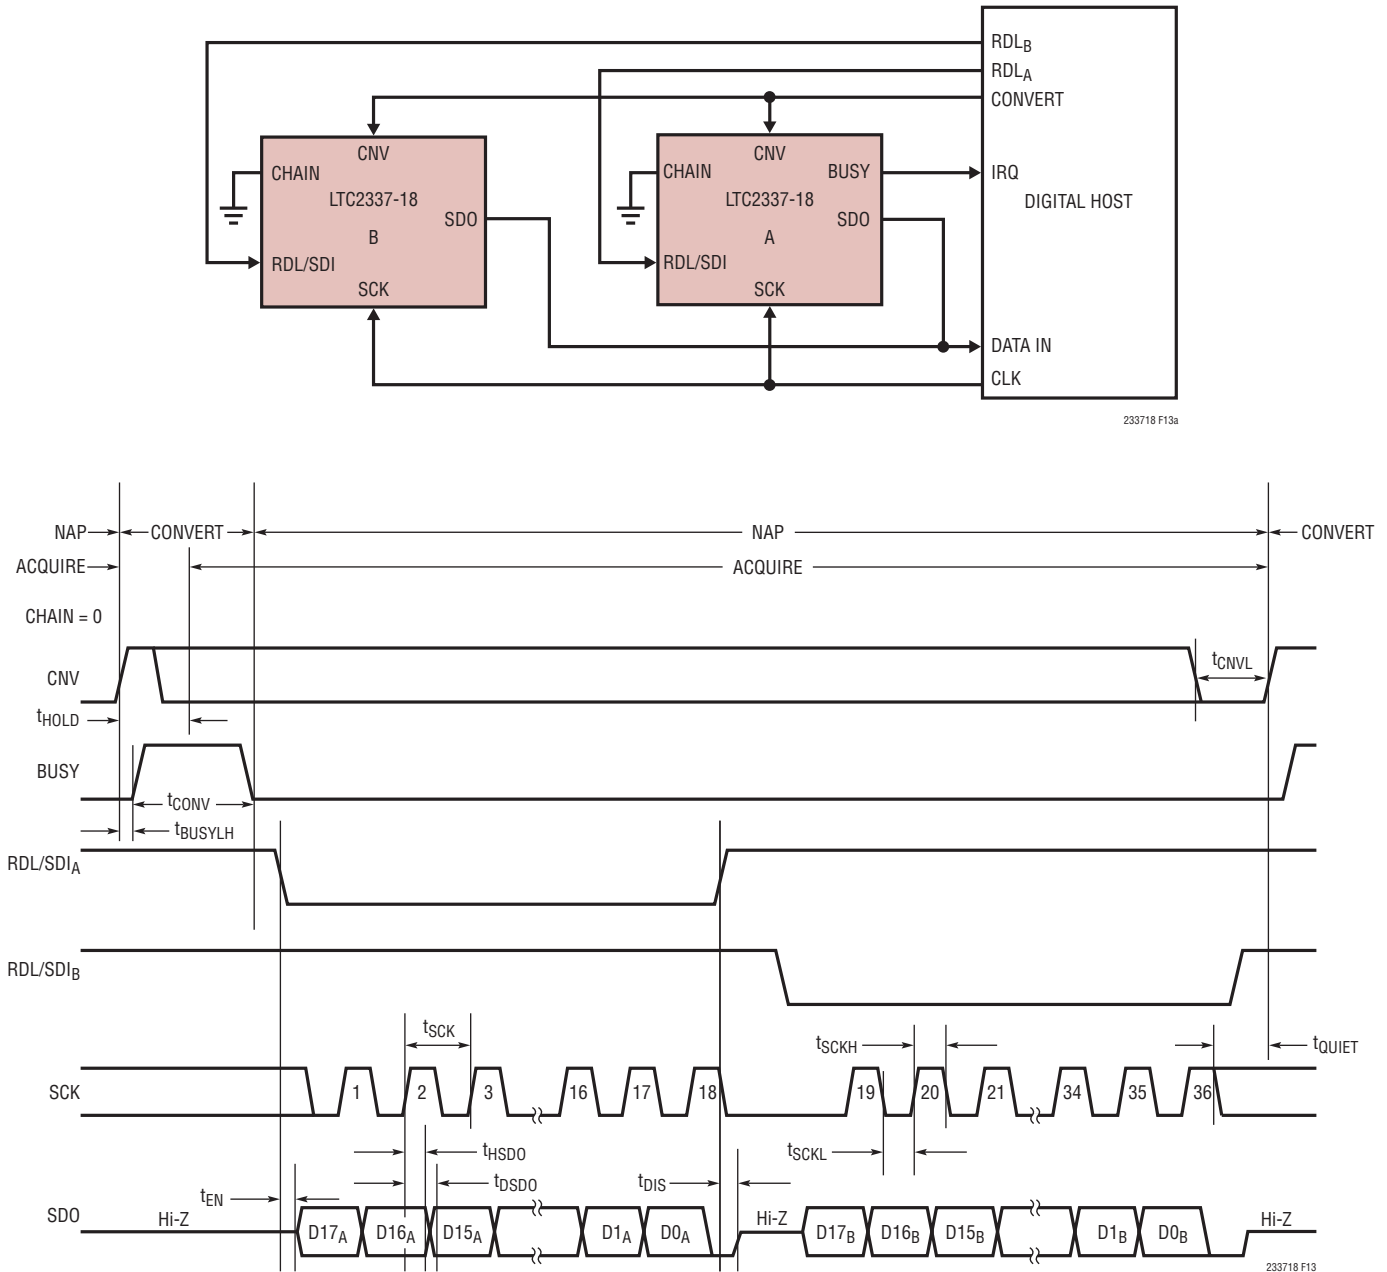 RDLB
RDLA
CONVERT
CNV
CHAIN
LTC2337-18
SDO
B
RDL/SDI
SCK
CNV
CHAIN
BUSY
LTC2337-18
SDO
A
RDL/SDI
SCK
IRQ
DIGITAL HOST
DATA IN
CLK
233718 F13a
NAP CONVERT NAP CONVERT
ACQUIRE ACQUIRE
CHAIN = 0
CNV
tCNVL
tHOLD
BUSY
tCONV
tBUSYLH
RDL/SDIA
RDL/SDIB
tSCK
tSCKH
tQUIET
SCK
1 2 3 16 17 18 19 20 21 34 35 36
tHSDO
tSCKL
tDSDO
tDIS
tEN
SDO
Hi-Z D17A D16A D15A D1A D0A Hi-Z D17B D16B D15B D1B D0B Hi-Z
233718 F13